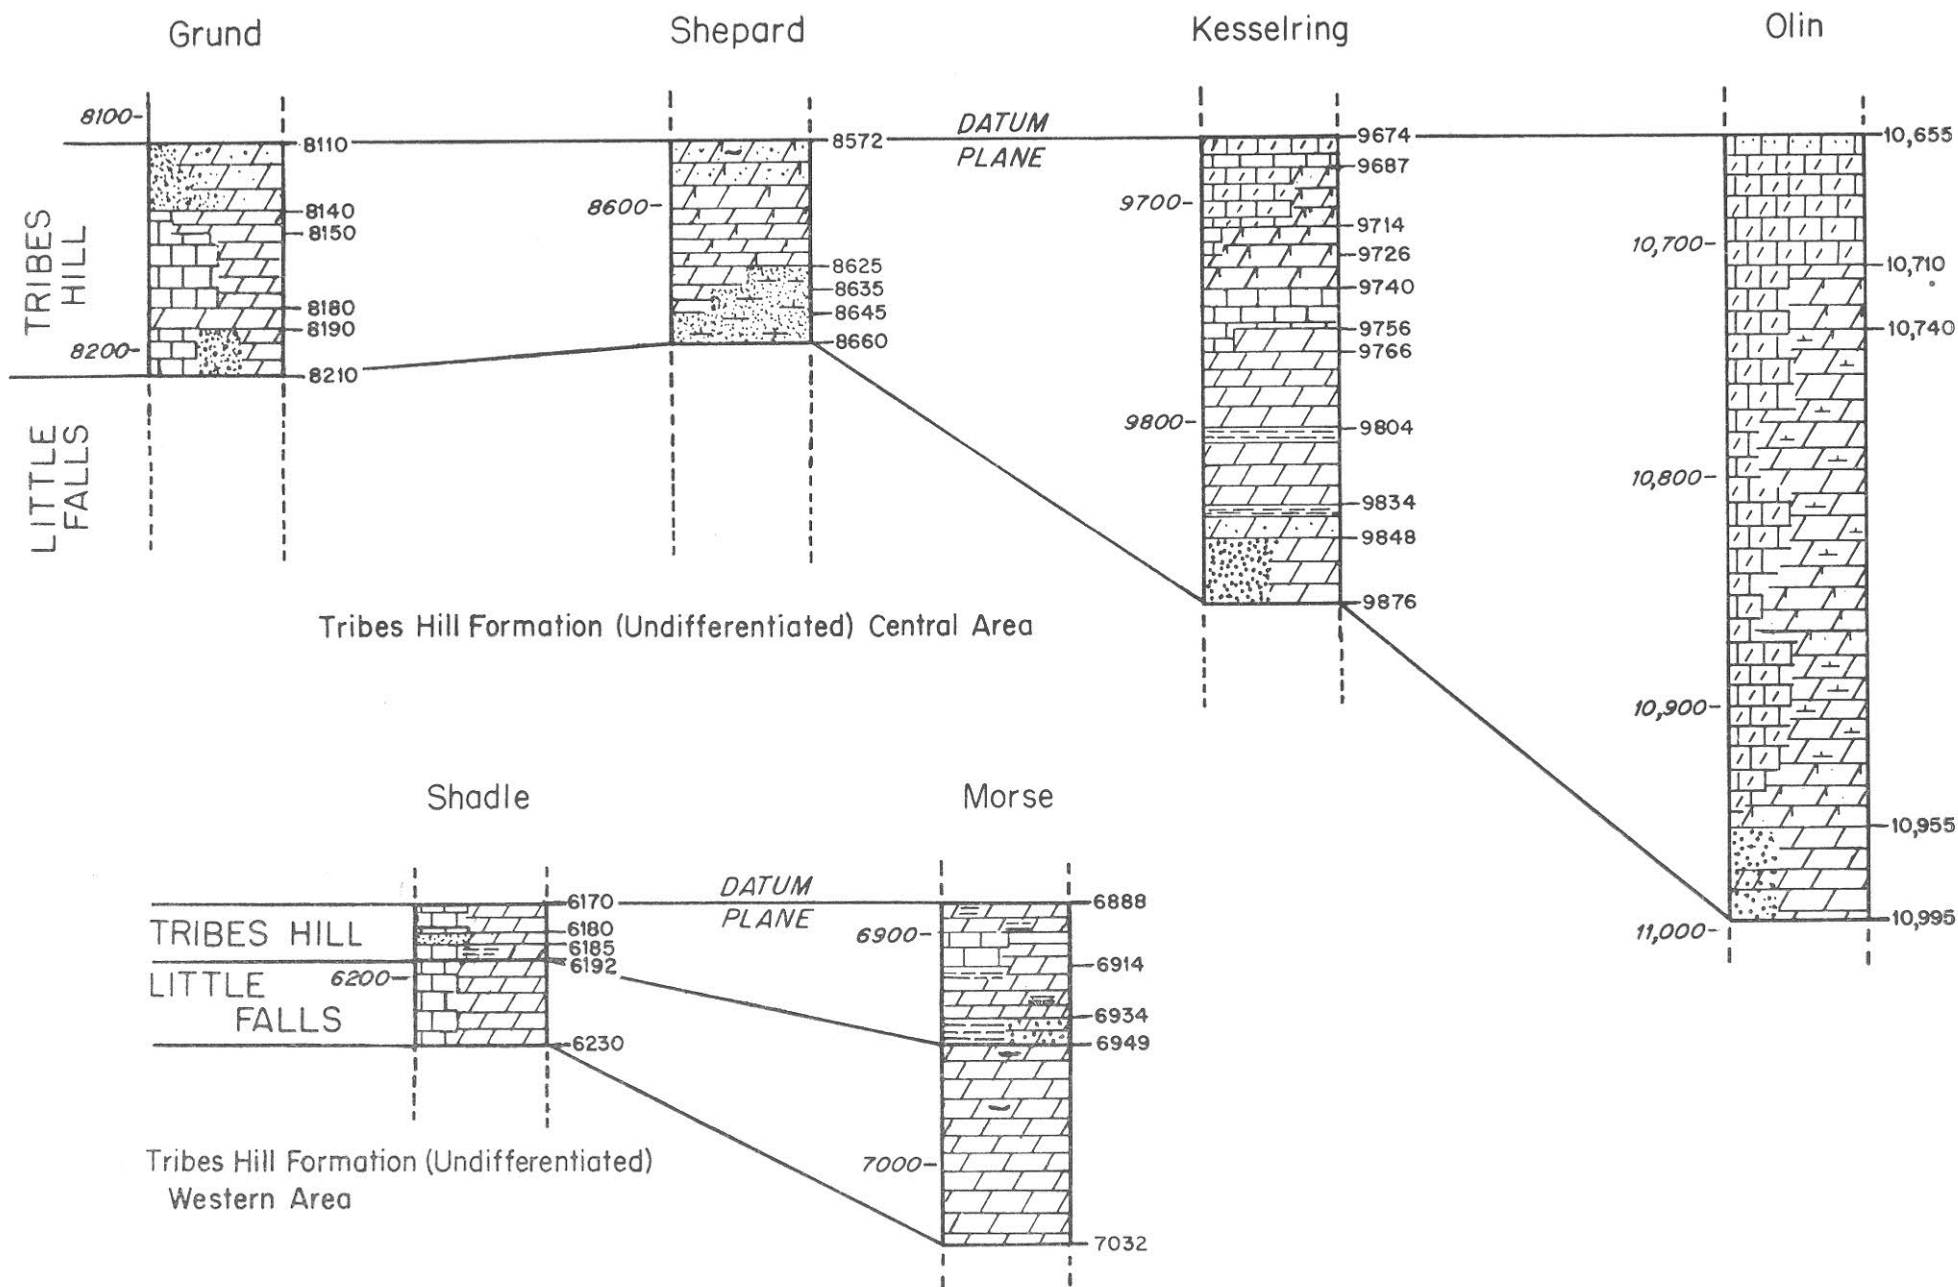 Grund
Shepard
Kesselring
Olin
8100
8110
8572
DATUM
PLANE
9674
10,655
9687
8600
9700
8140
8150
9714
10,700
TRIBES
HILL
9726
10,710
8625
8635
9740
8180
8645
8190
9756
10,740
8200
8660
9766
8210
9800
9804
LITTLE
FALLS
10,800
9834
9848
9876
Tribes Hill Formation (Undifferentiated) Central Area
10,900
Shadle
Morse
10,955
6170
DATUM
PLANE
6888
TRIBES HILL
6180
6900
10,995
11,000
6185
6192
6914
LITTLE
FALLS
6200
6934
6230
6949
Tribes Hill Formation (Undifferentiated)
Western Area
7000
7032